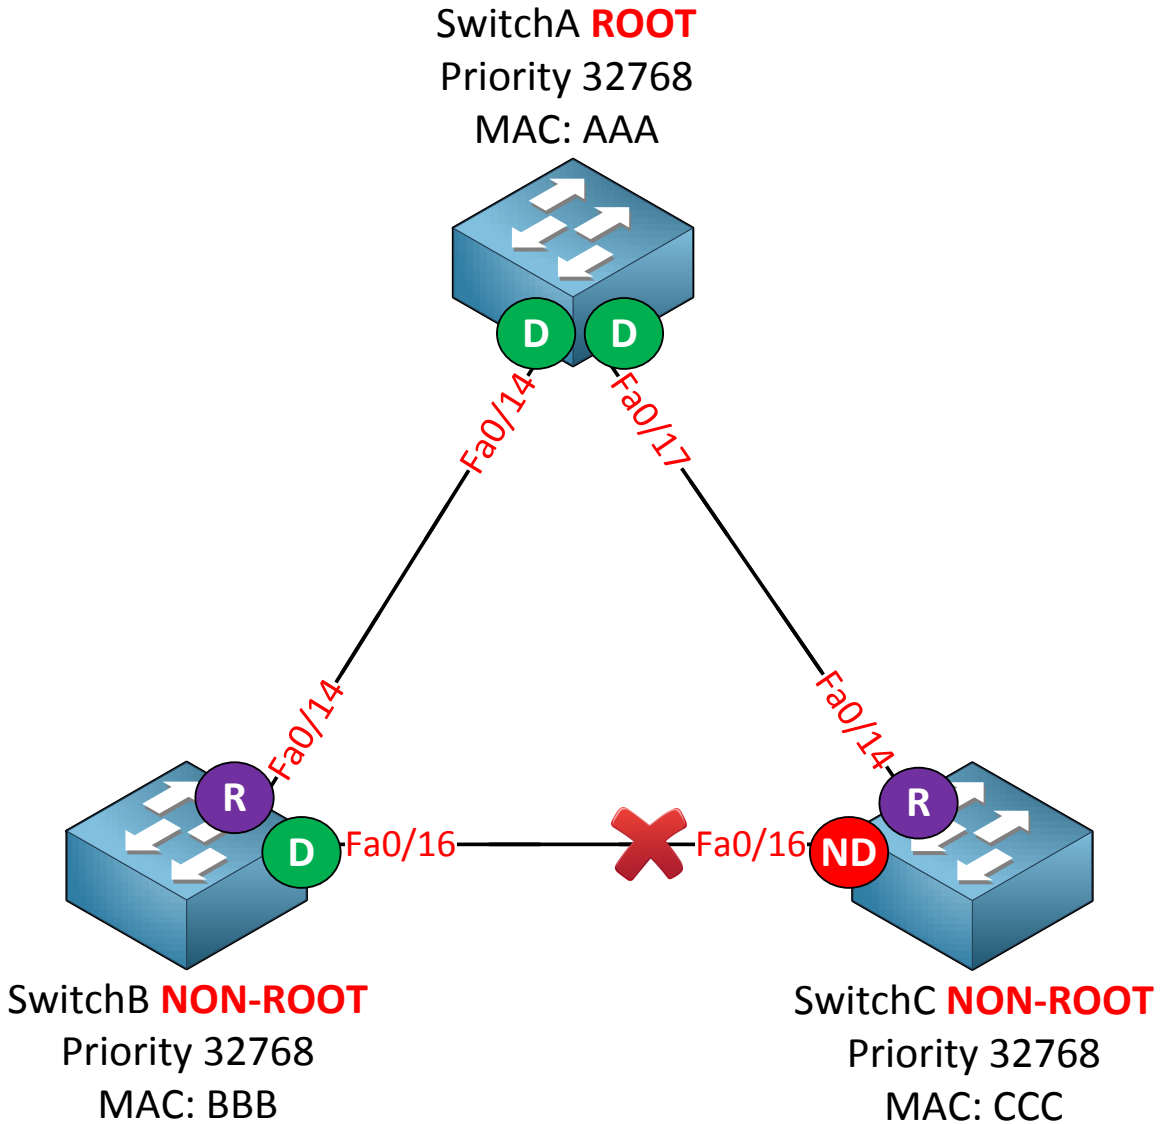 SwitchA ROOT
Priority 32768
MAC: AAA
D
D
Fa0/14
Fa0/17
Fa0/14
Fa0/14
R
R
D
Fa0/16
Fa0/16
ND
SwitchB NON-ROOT
Priority 32768
MAC: BBB
SwitchC NON-ROOT
Priority 32768
MAC: CCC